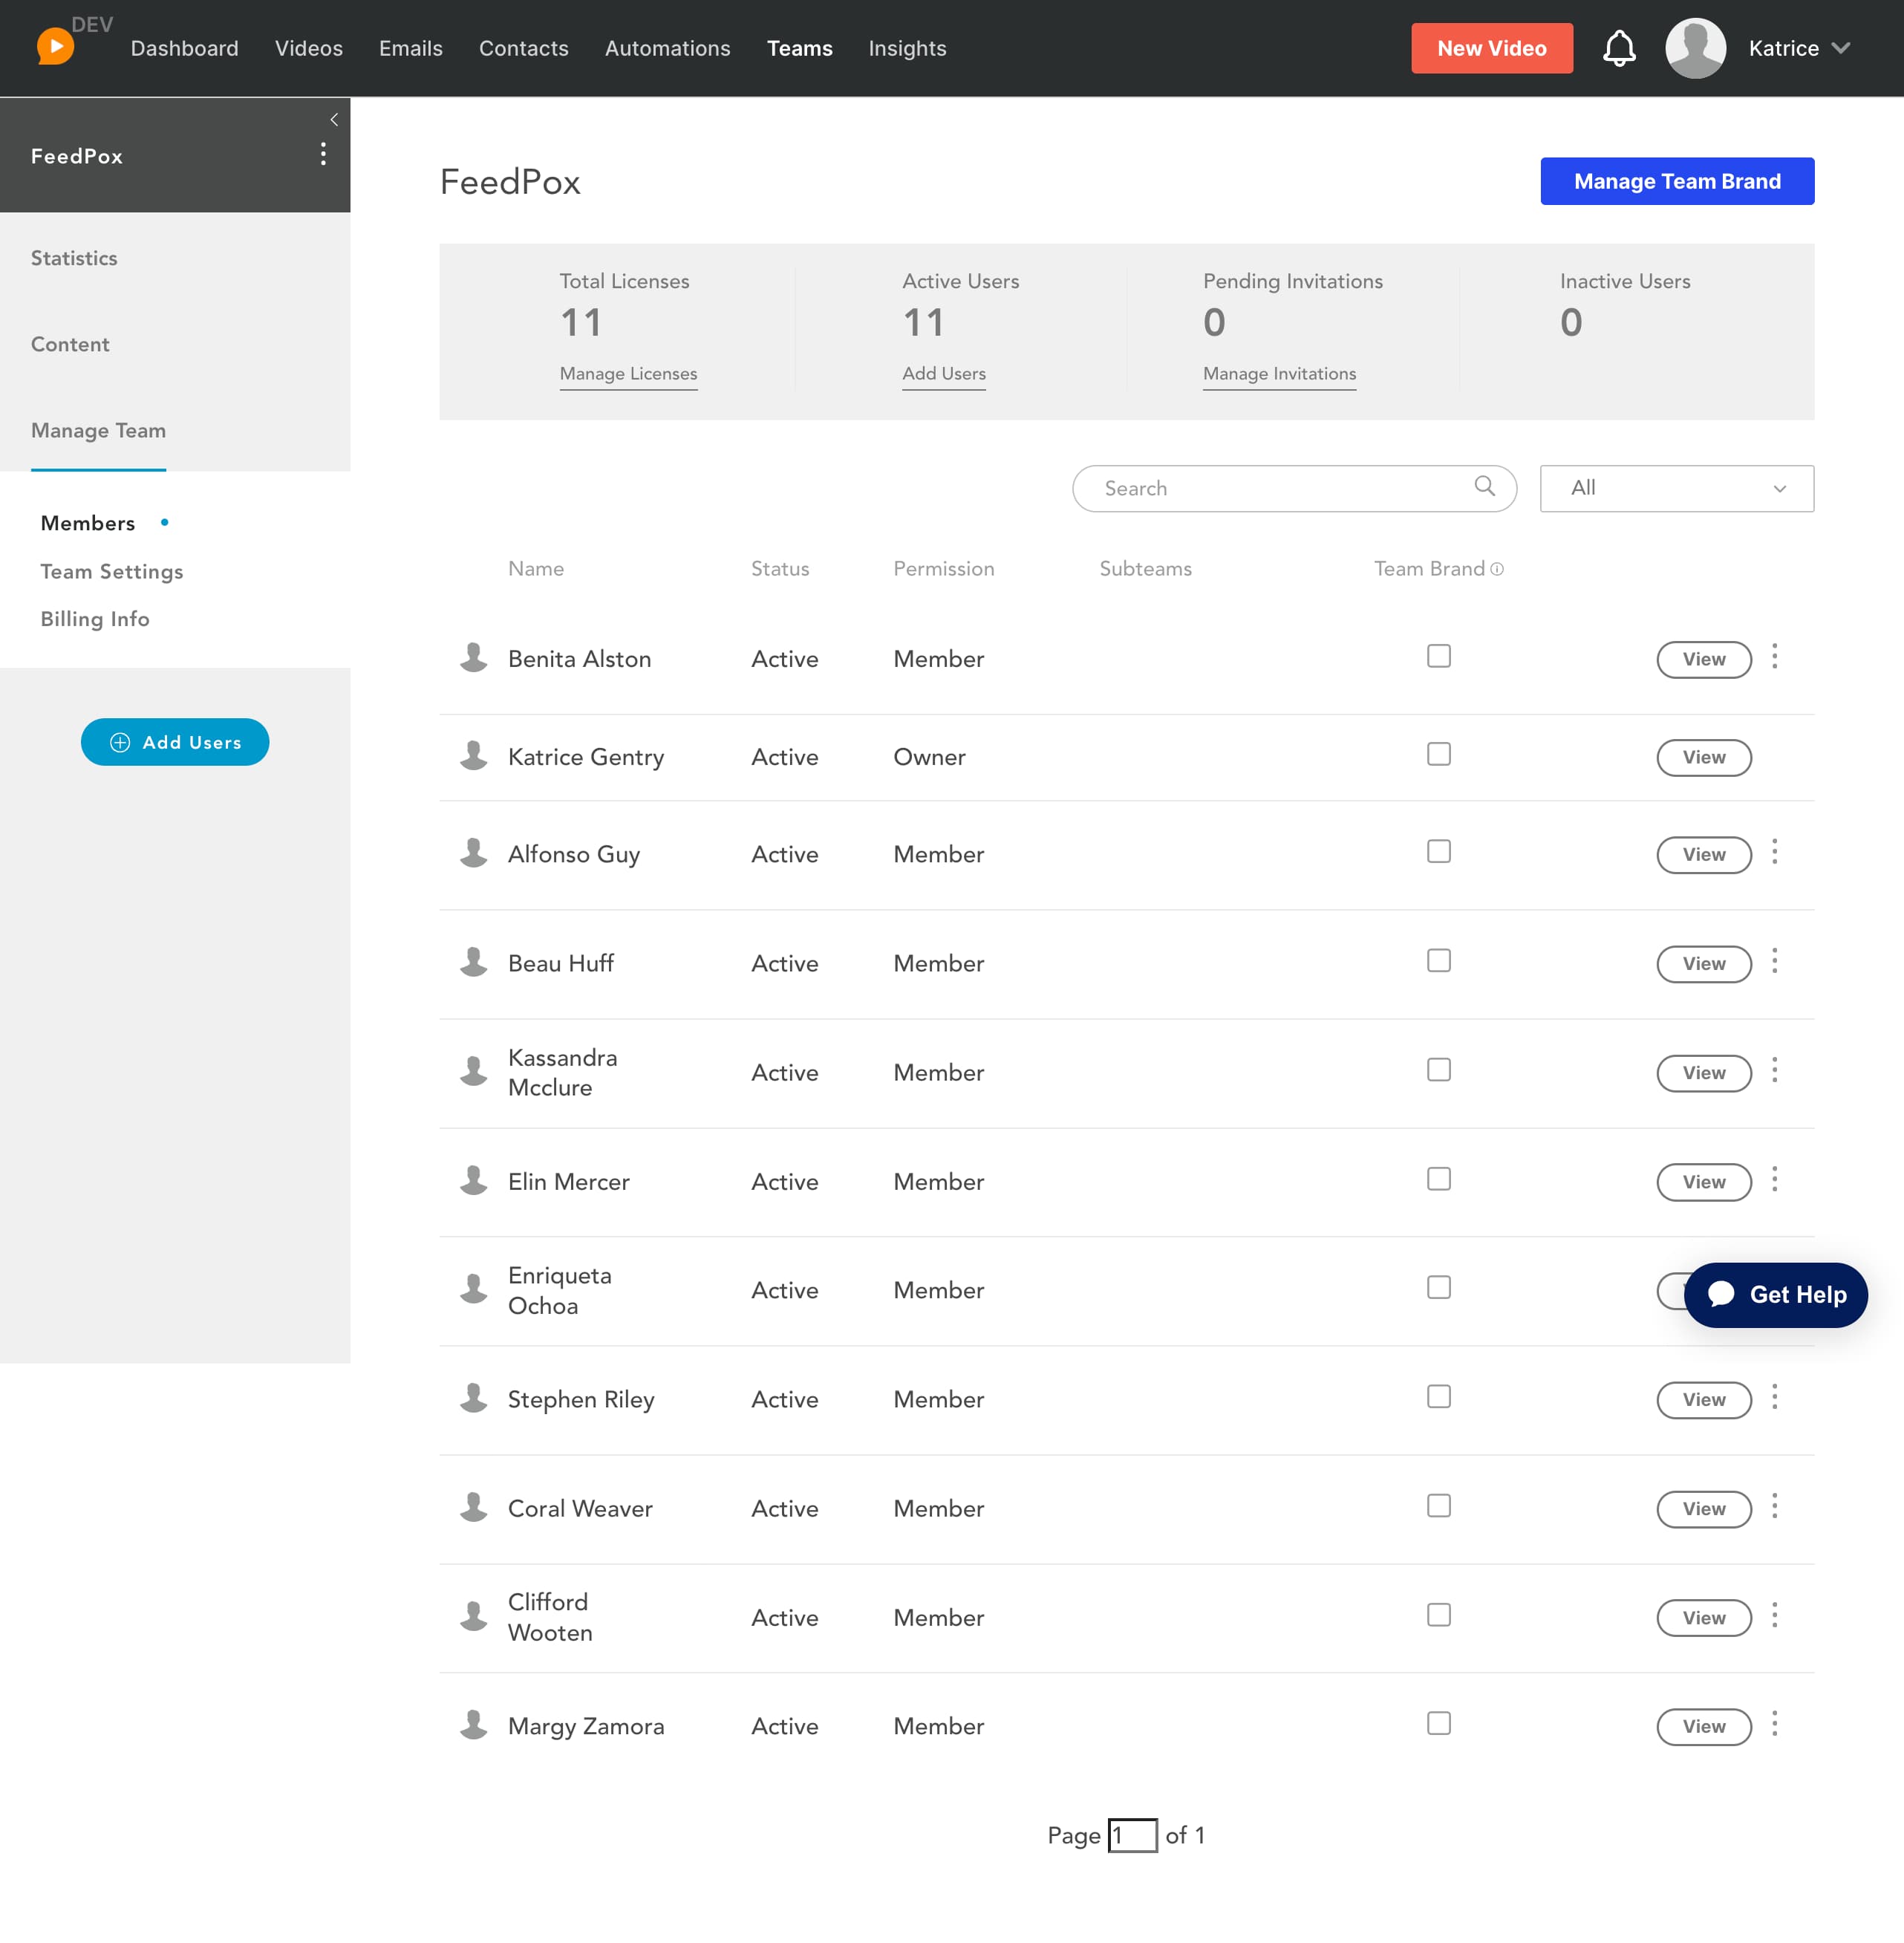 DEV
Dashboard Videos Emails Contacts Automations Teams Insights New Video Katrice
FeedPox
Statistics
Content
Manage Team
Members
Team Settings
Billing Info
Add Users
FeedPox Manage Team Brand
Total Licenses Active Users Pending Invitations Inactive Users
11 11 0 0
Manage Licenses Add Users Manage Invitations
Search All
Name Status Permission Subteams Team Brand
Benita Alston Active Member View
Katrice Gentry Active Owner View
Alfonso Guy Active Member View
Beau Huff Active Member View
Kassandra
Mcclure Active Member View
Elin Mercer Active Member View
Enriqueta
Ochoa Active Member
Get Help
Stephen Riley Active Member View
Coral Weaver Active Member View
Clifford
Wooten Active Member View
Margy Zamora Active Member View
Page 1 of 1